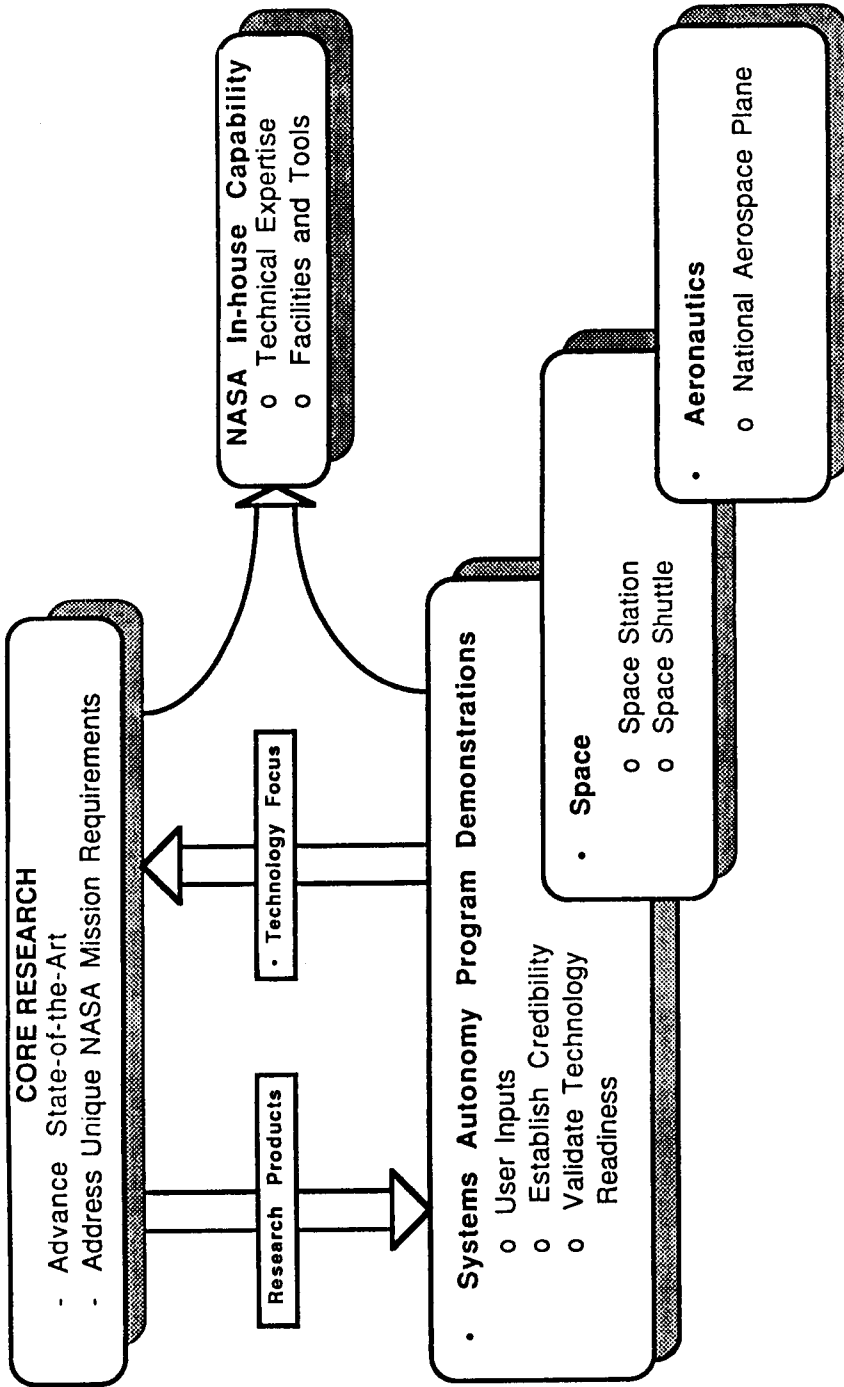 CORE RESEARCH
- Advance State-of-the-Art
- Address Unique NASA Mission Requirements
Research Products
• Technology Focus
NASA In-house Capability
o Technical Expertise
o Facilities and Tools
• Systems Autonomy Program Demonstrations
o User Inputs
o Establish Credibility
o Validate Technology
Readiness
• Space
o Space Station
o Space Shuttle
• Aeronautics
o National Aerospace Plane